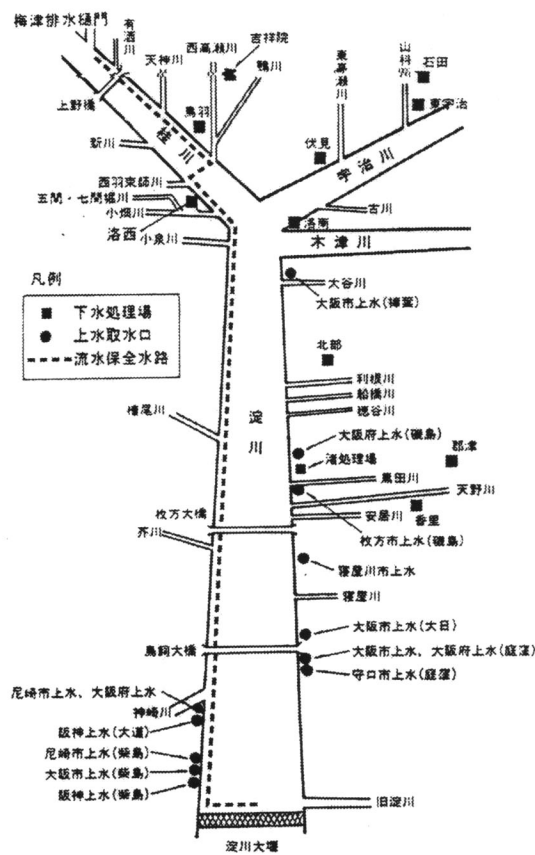 梅津排水樋門
有栖川
天神川
西高瀬川
吉祥院
鴨川
東高瀬川
山科川
石田
東宇治
上野橋
鳥羽
桂川
伏見
宇治川
新川
西羽束師川
五間・七間堀川
小畑川
洛西
小泉川
洛南
古川
木津川
凡例
下水処理場
上水取水口
流水保全水路
大谷川
大阪市上水(樟葉)
北部
利根川
船橋川
穂谷川
檜尾川
淀川
大阪府上水(磯島)
渚処理場
郡津
黒田川
天野川
香里
安居川
枚方市上水(磯島)
枚方大橋
芥川
寝屋川市上水
寝屋川
大阪市上水(大日)
鳥飼大橋
大阪市上水、大阪府上水(庭窪)
守口市上水(庭窪)
尼崎市上水、大阪府上水
神崎川
阪神上水(大道)
尼崎市上水(柴島)
大阪市上水(柴島)
阪神上水(柴島)
旧淀川
淀川大堰